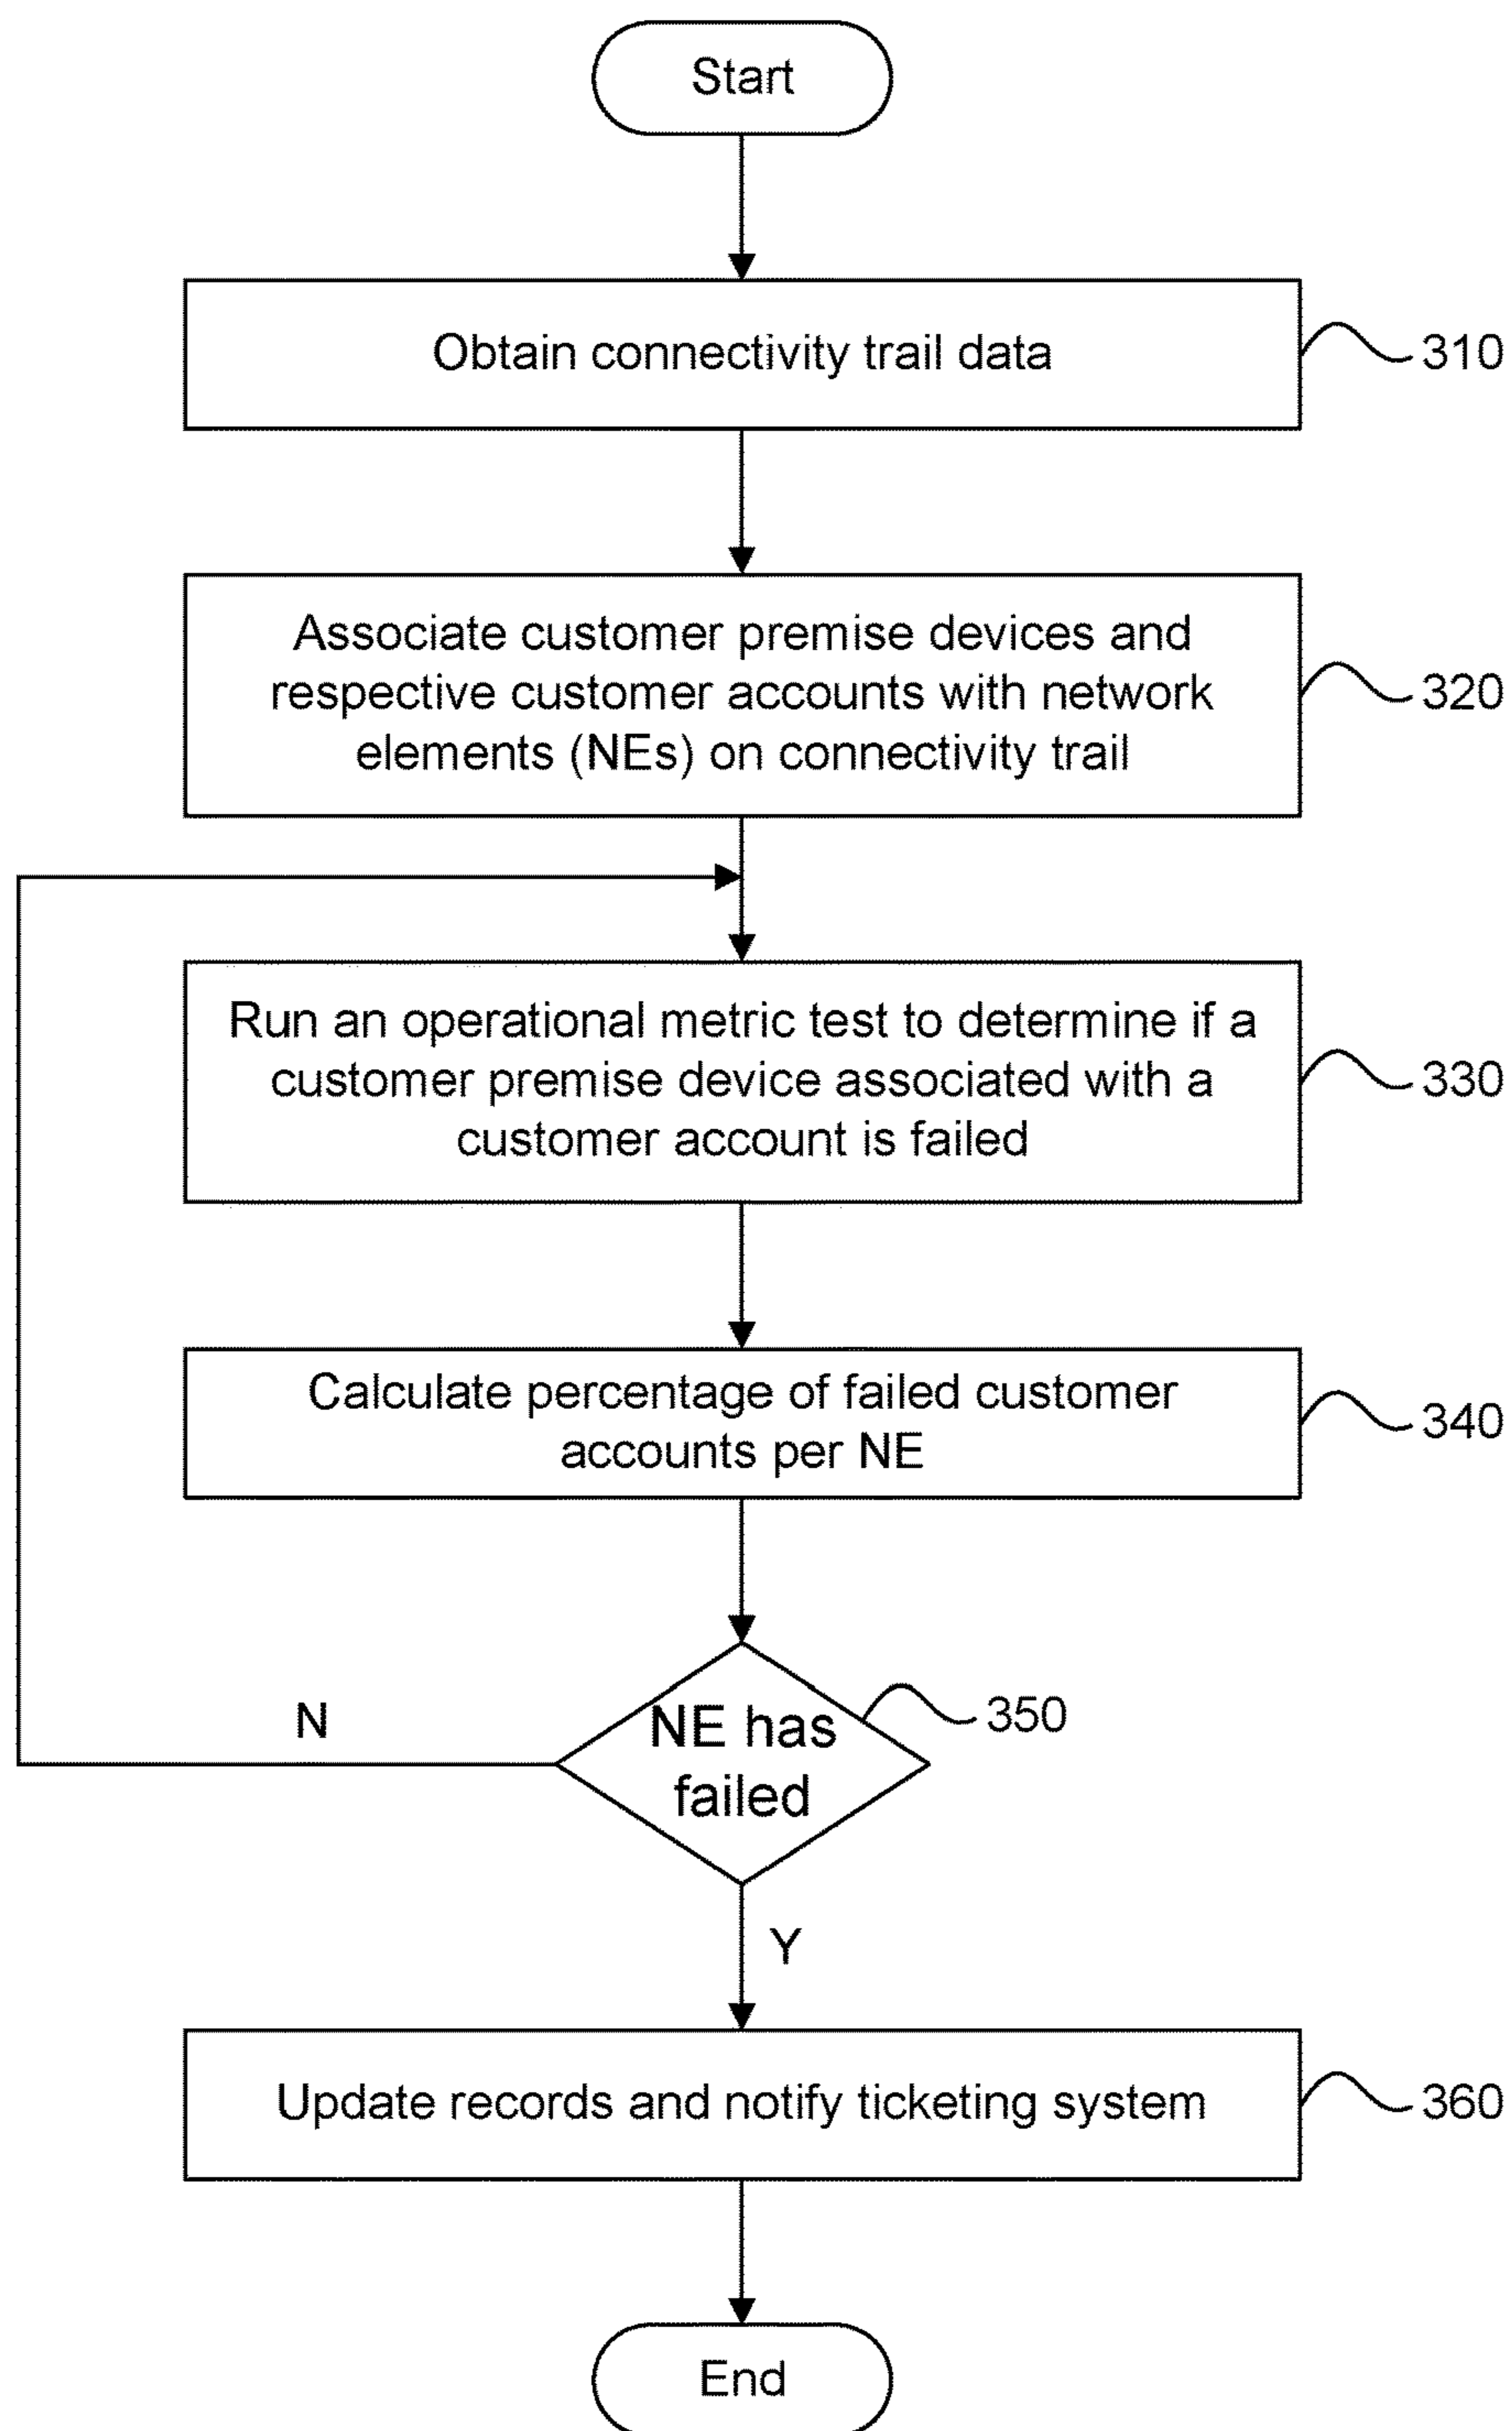 Start
Obtain connectivity trail data
310
Associate customer premise devices and
respective customer accounts with network
elements (NEs) on connectivity trail
320
Run an operational metric test to determine if a
customer premise device associated with a
customer account is failed
330
Calculate percentage of failed customer
accounts per NE
340
NE has
failed
350
N
Y
Update records and notify ticketing system
360
End